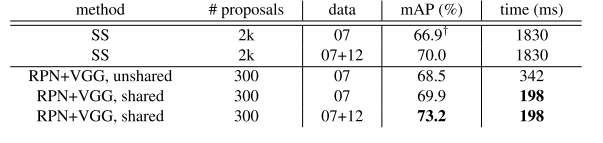 method # proposals data mAP (%) time (ms)
SS 2k 07 66.9† 1830
SS 2k 07+12 70.0 1830
RPN+VGG, unshared 300 07 68.5 342
RPN+VGG, shared 300 07 69.9 198
RPN+VGG, shared 300 07+12 73.2 198